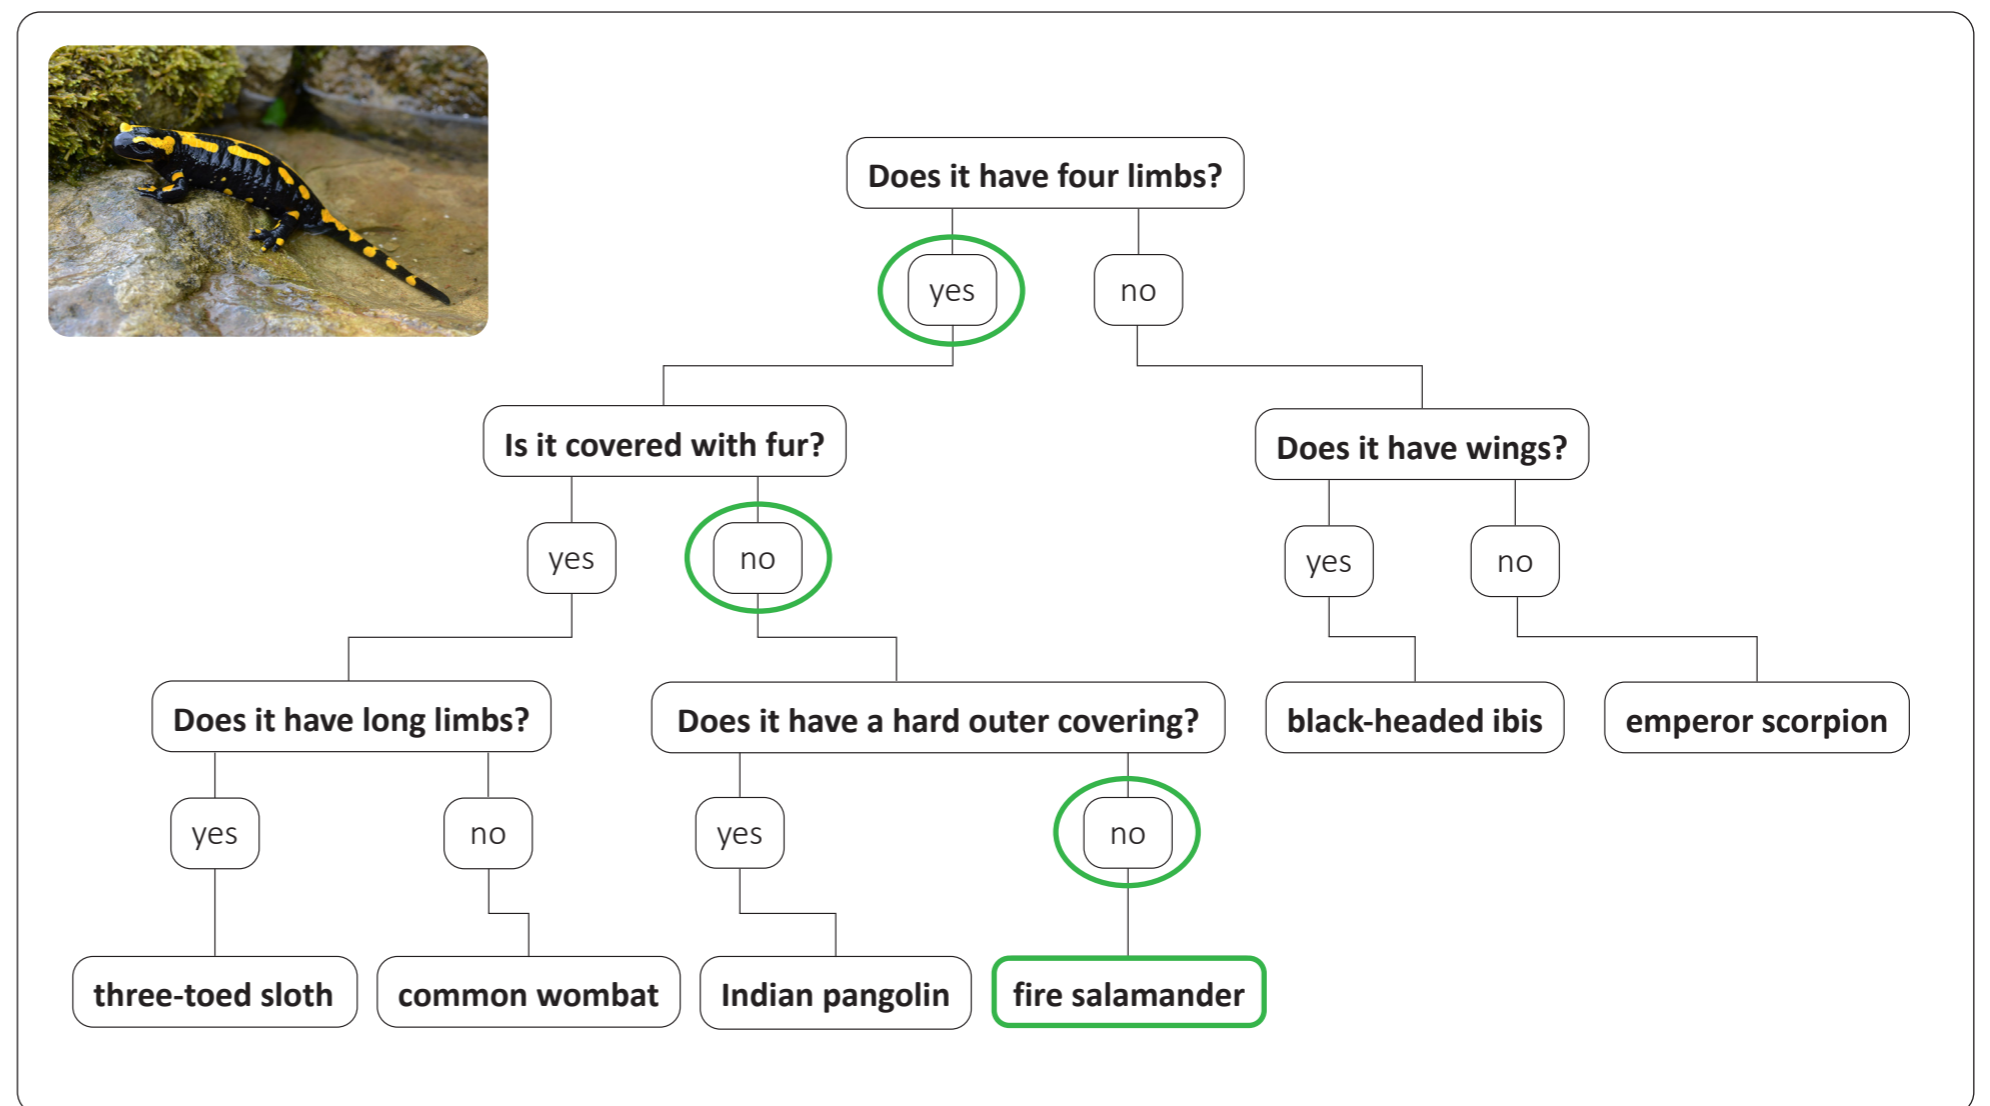 Does it have four limbs?
yes
no
Is it covered with fur?
Does it have wings?
yes
no
yes
no
Does it have long limbs?
Does it have a hard outer covering?
black-headed ibis
emperor scorpion
yes
no
yes
no
three-toed sloth
common wombat
Indian pangolin
fire salamander